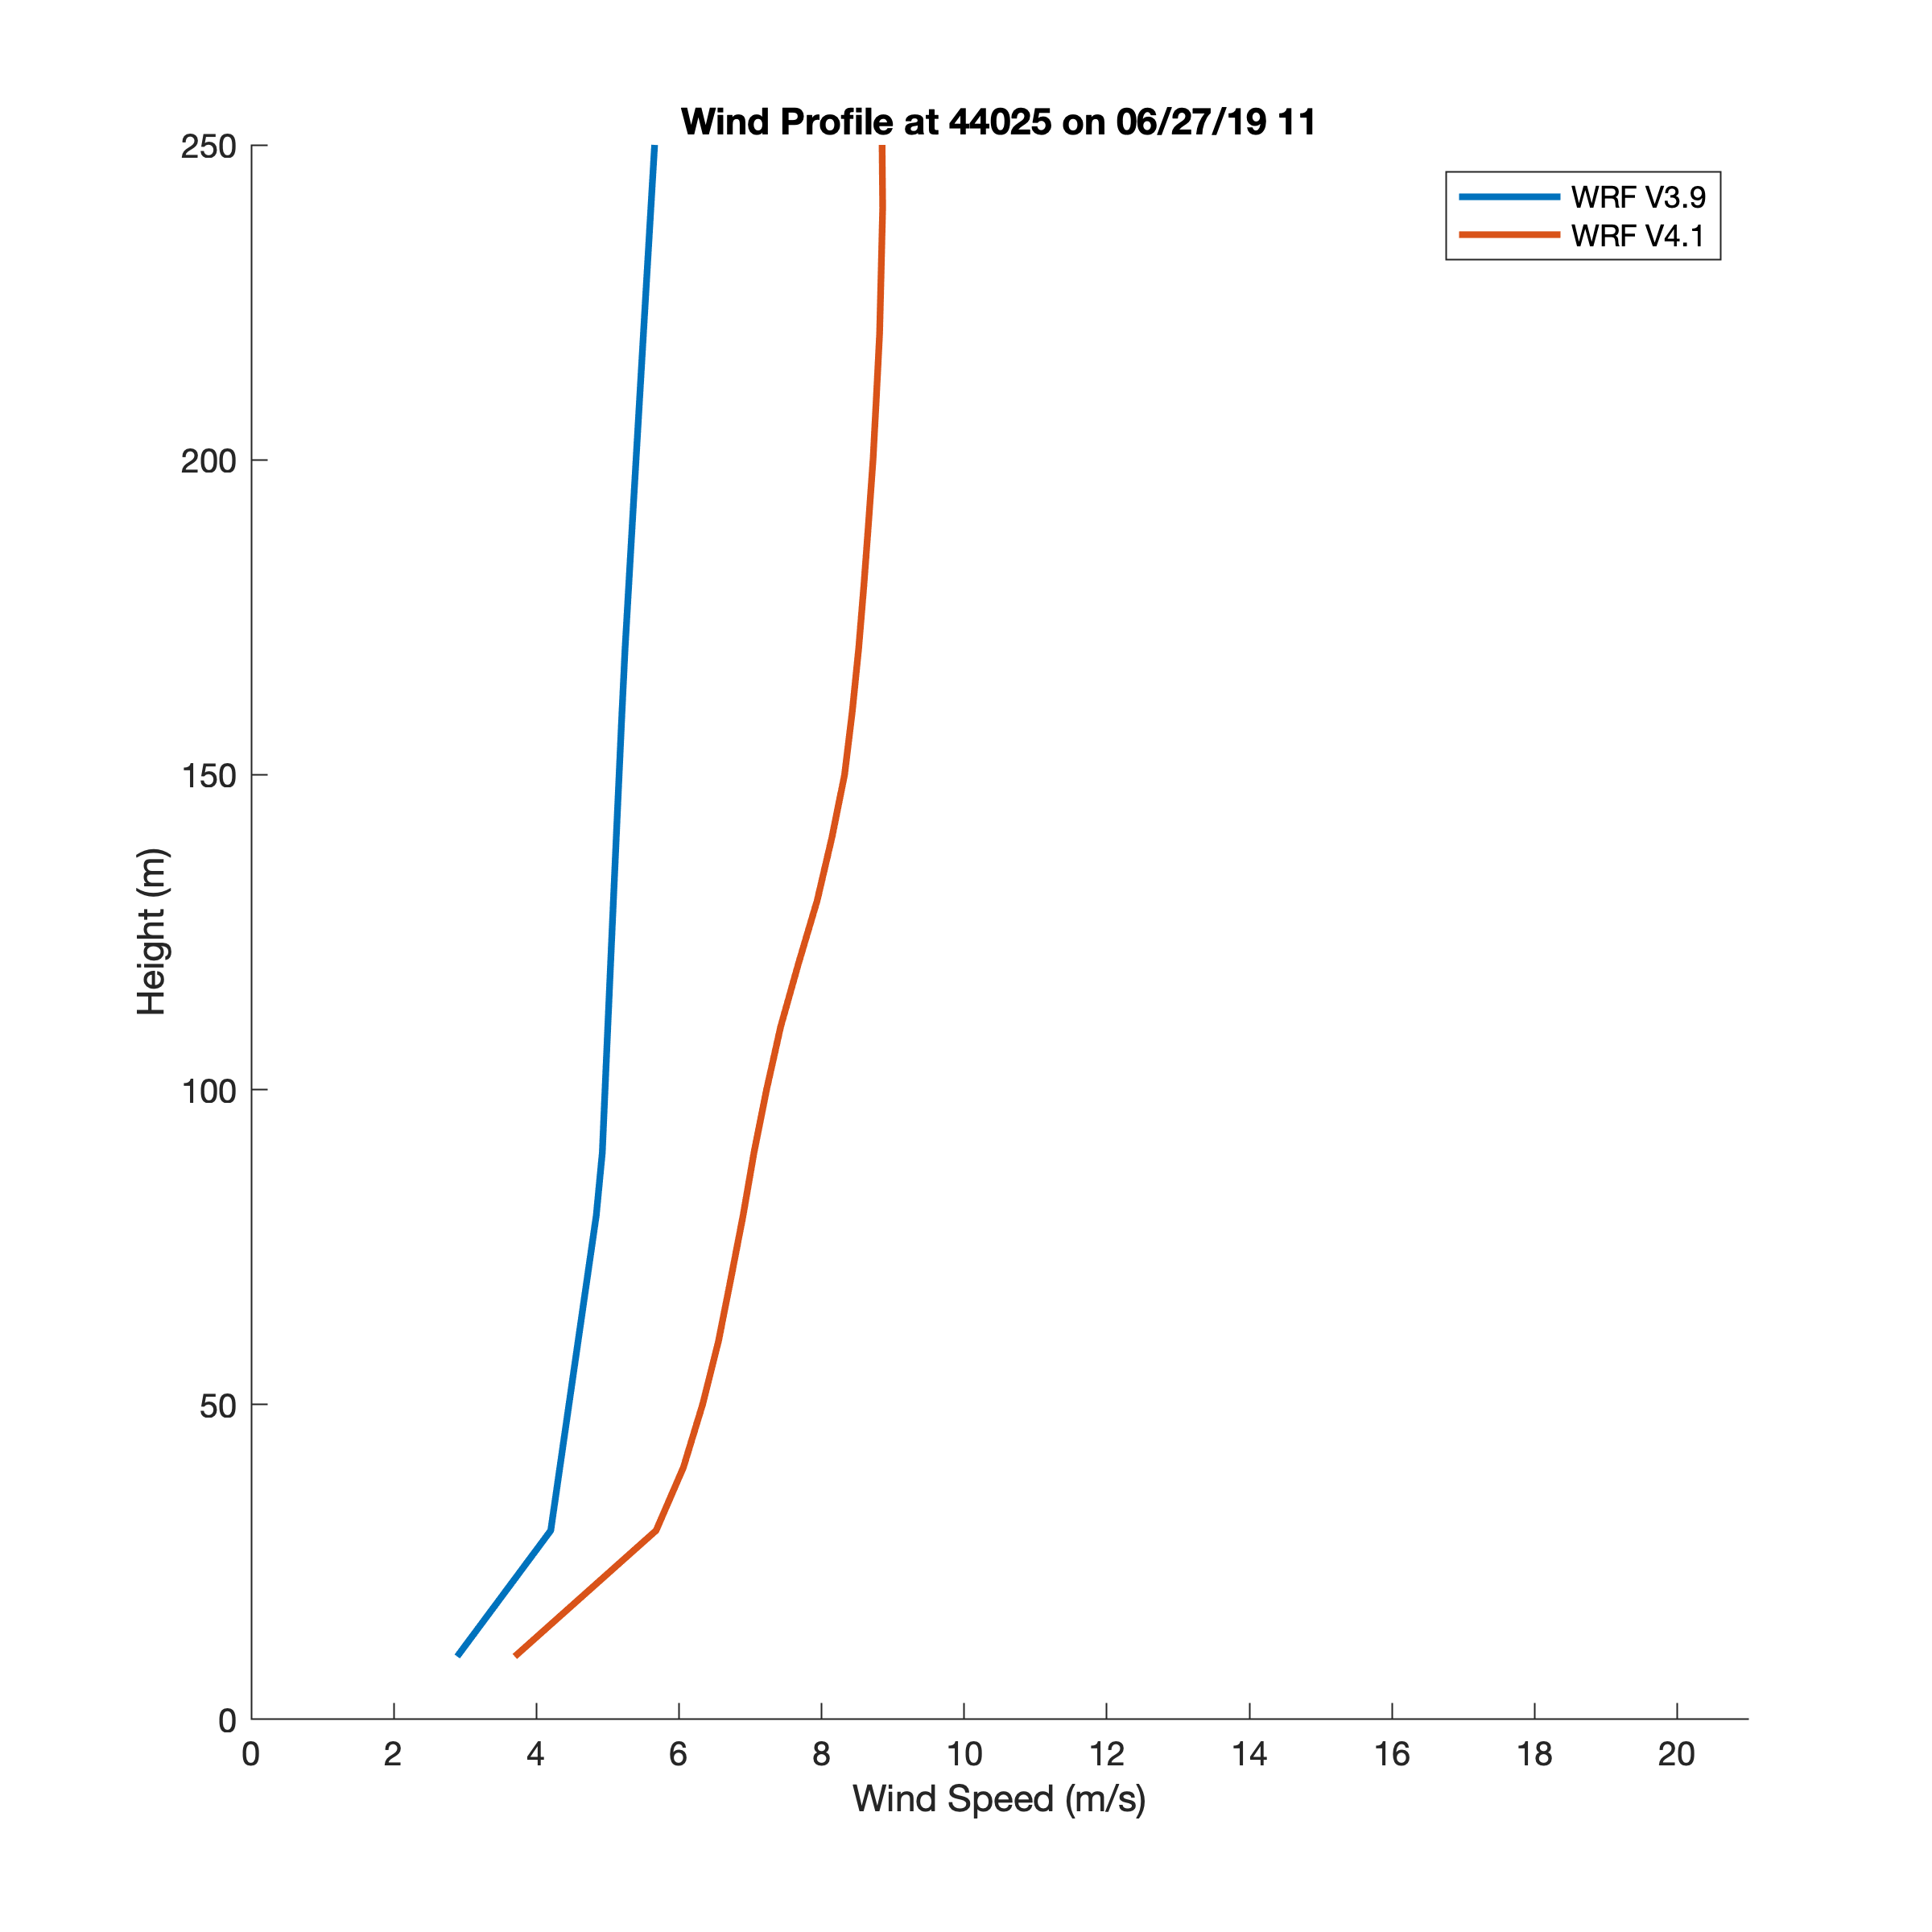 Wind Profile at 44025 on 06/27/19 11
WRF V3.9
WRF V4.1
250
200
150
100
50
0
Height (m)
0 2 4 6 8 10 12 14 16 18 20
Wind Speed (m/s)